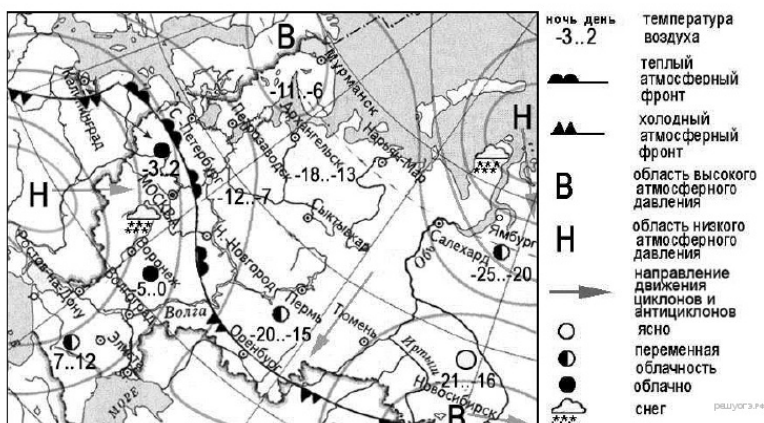 В
Мурманск
-11..-6
Калининград
С. Петербург
Петрозаводск
Архангельск
Нарьян-Мар
Н
-3..2
-18..-13
-12..-7
МОСКВА
Н
Сыктывкар
Салехард
Ямбург
Обь
-25..-20
Воронеж
Н. Новгород
Ростов-на-Дону
Волгоград
-5..0
Волга
Пермь
Тюмень
-20..-15
Оренбург
7..12
Элиста
Иртыш
-21..-16
Новосибирск
В
МОРЕ
ночь день
-3..2
температура
воздуха
теплый
атмосферный
фронт
холодный
атмосферный
фронт
В
область высокого
атмосферного
давления
Н
область низкого
атмосферного
давления
направление
движения
циклонов и
антициклонов
ясно
переменная
облачность
облачно
снег
решуогэ.рф